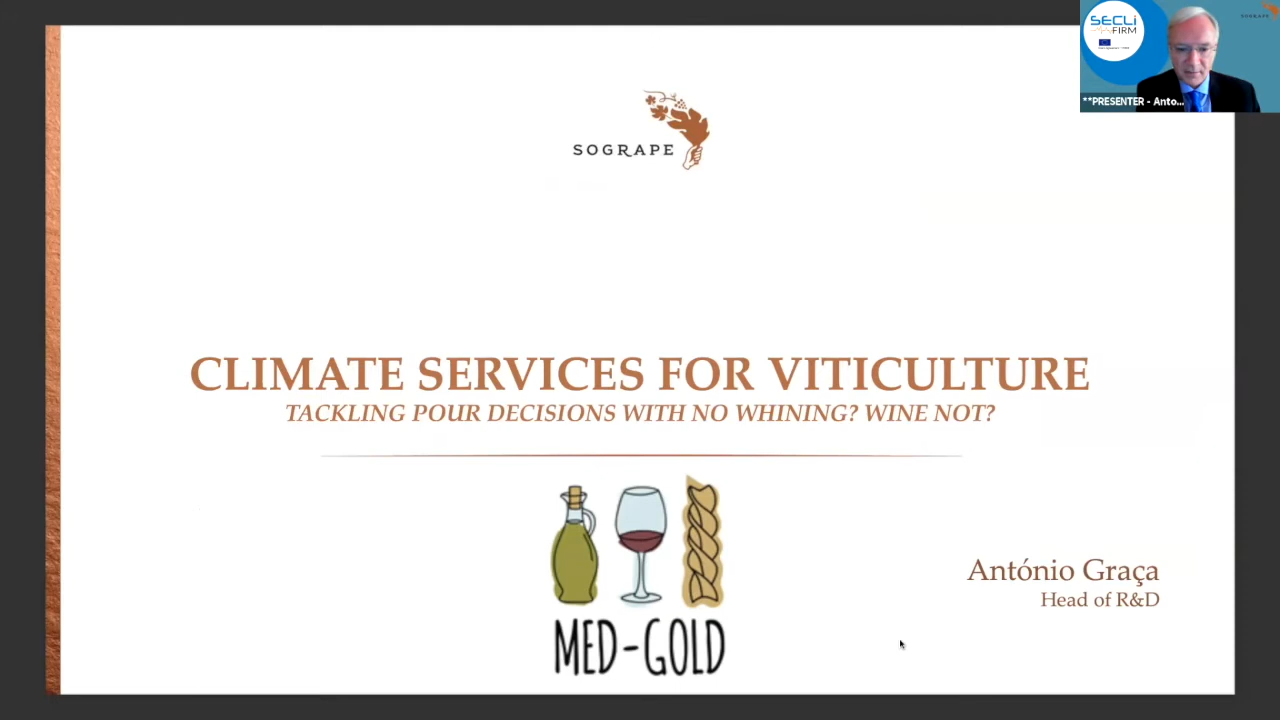 SECLI
FIRM
SOGRAPE
**PRESENTER - Anto...
SOGRAPE
CLIMATE SERVICES FOR VITICULTURE
TACKLING POUR DECISIONS WITH NO WHINING? WINE NOT?
António Graça
Head of R&D
MED-GOLD